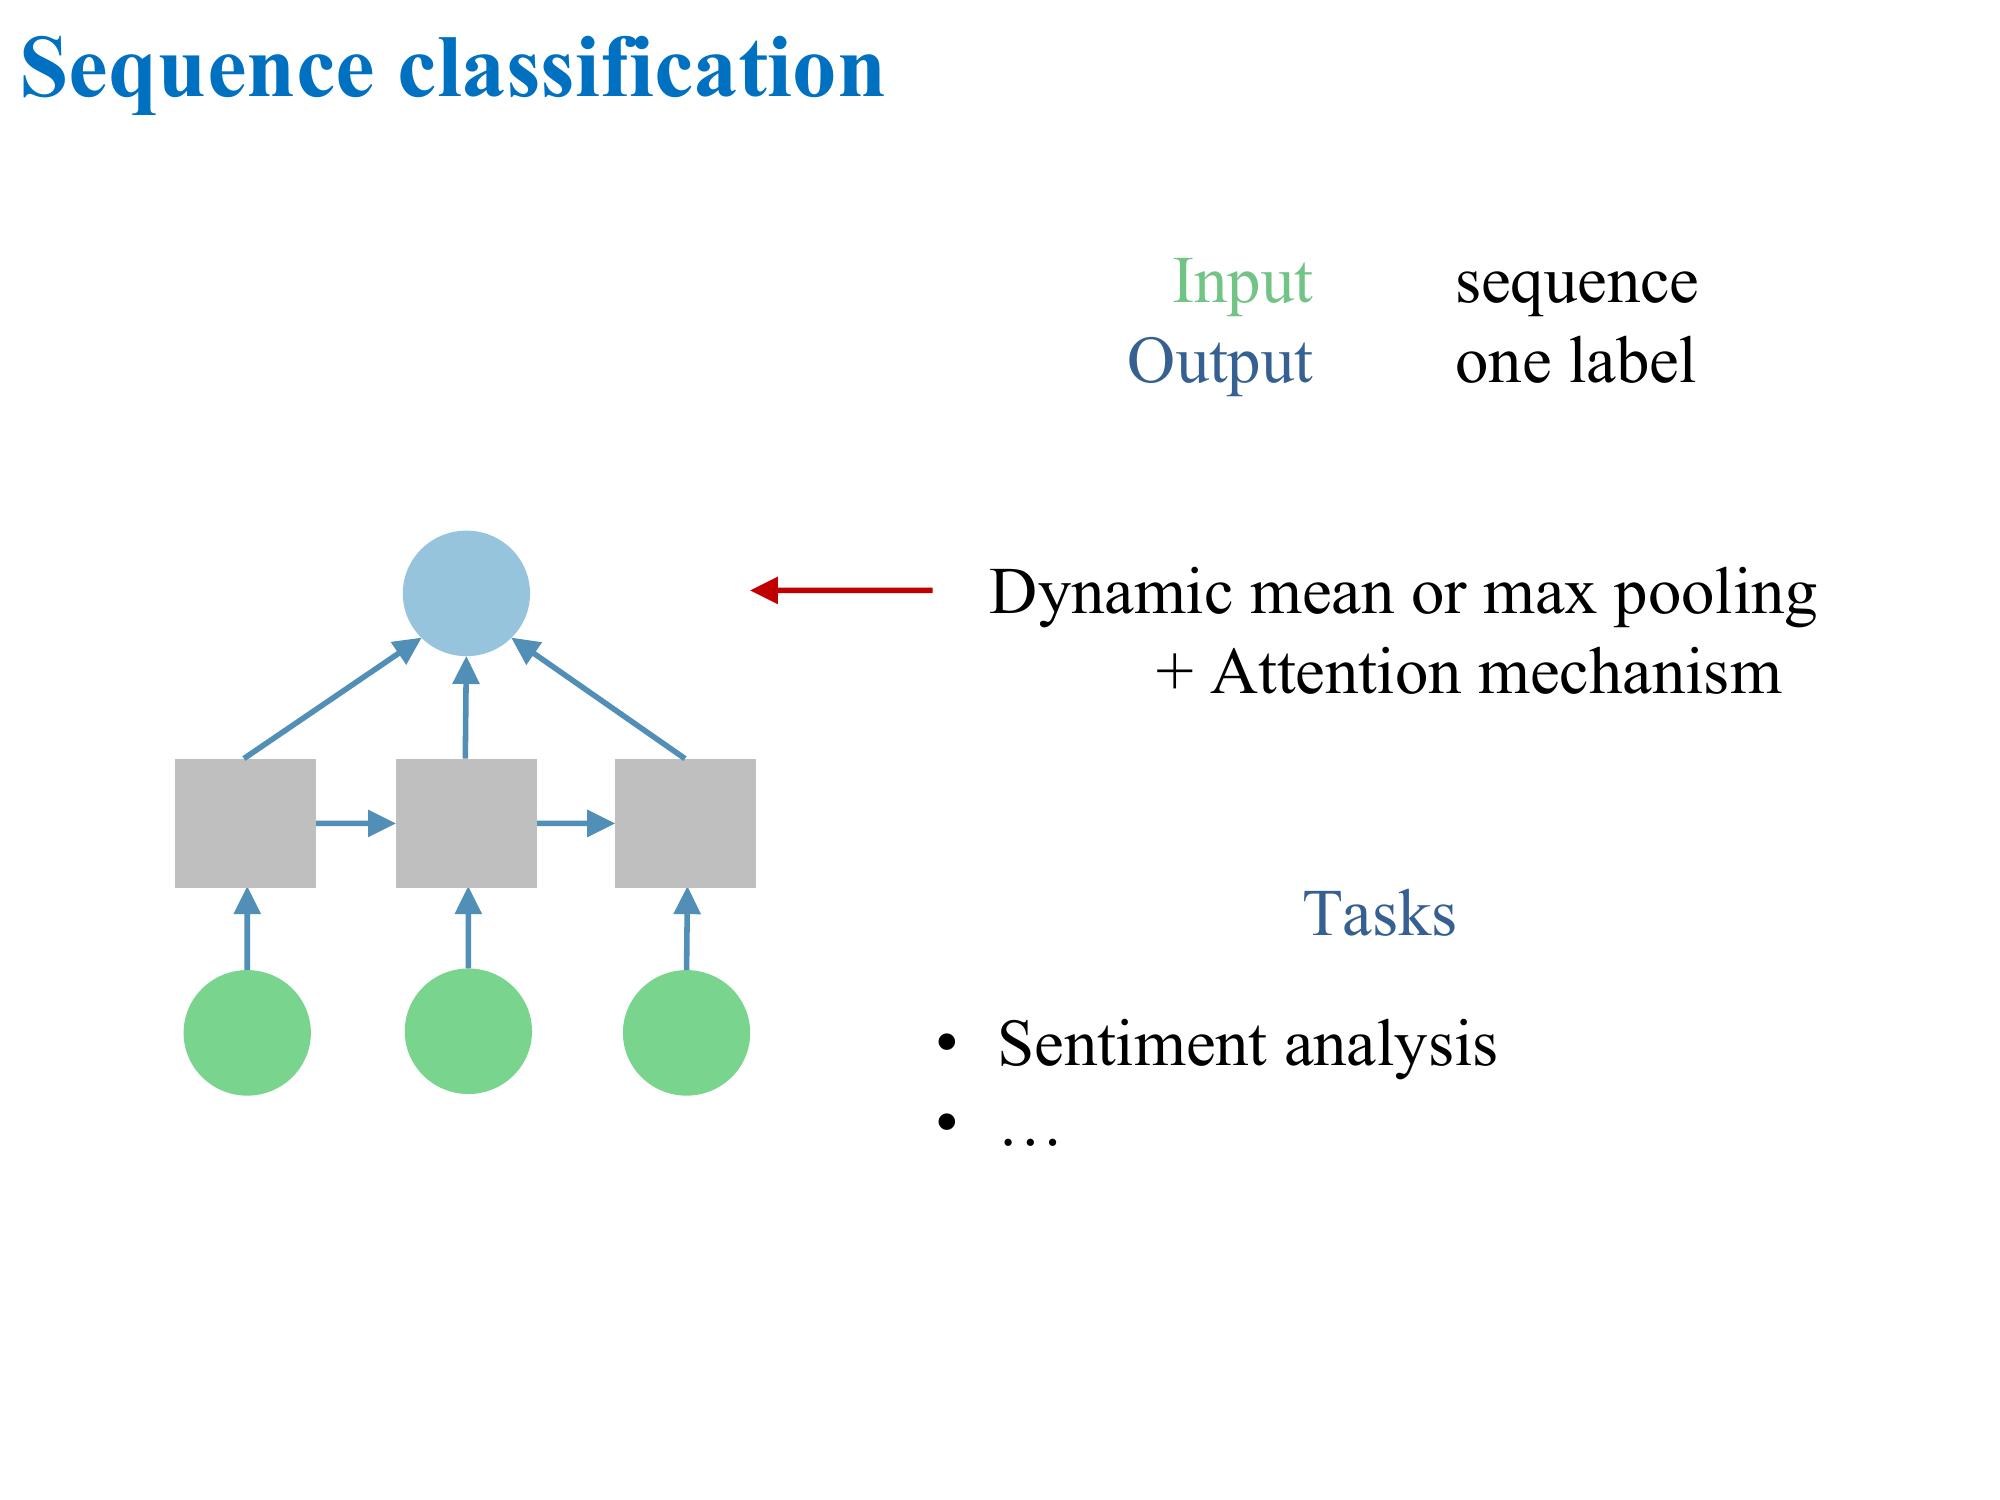 Sequence classification
Input sequence
Output one label
Dynamic mean or max pooling
+ Attention mechanism
Tasks
• Sentiment analysis
• …